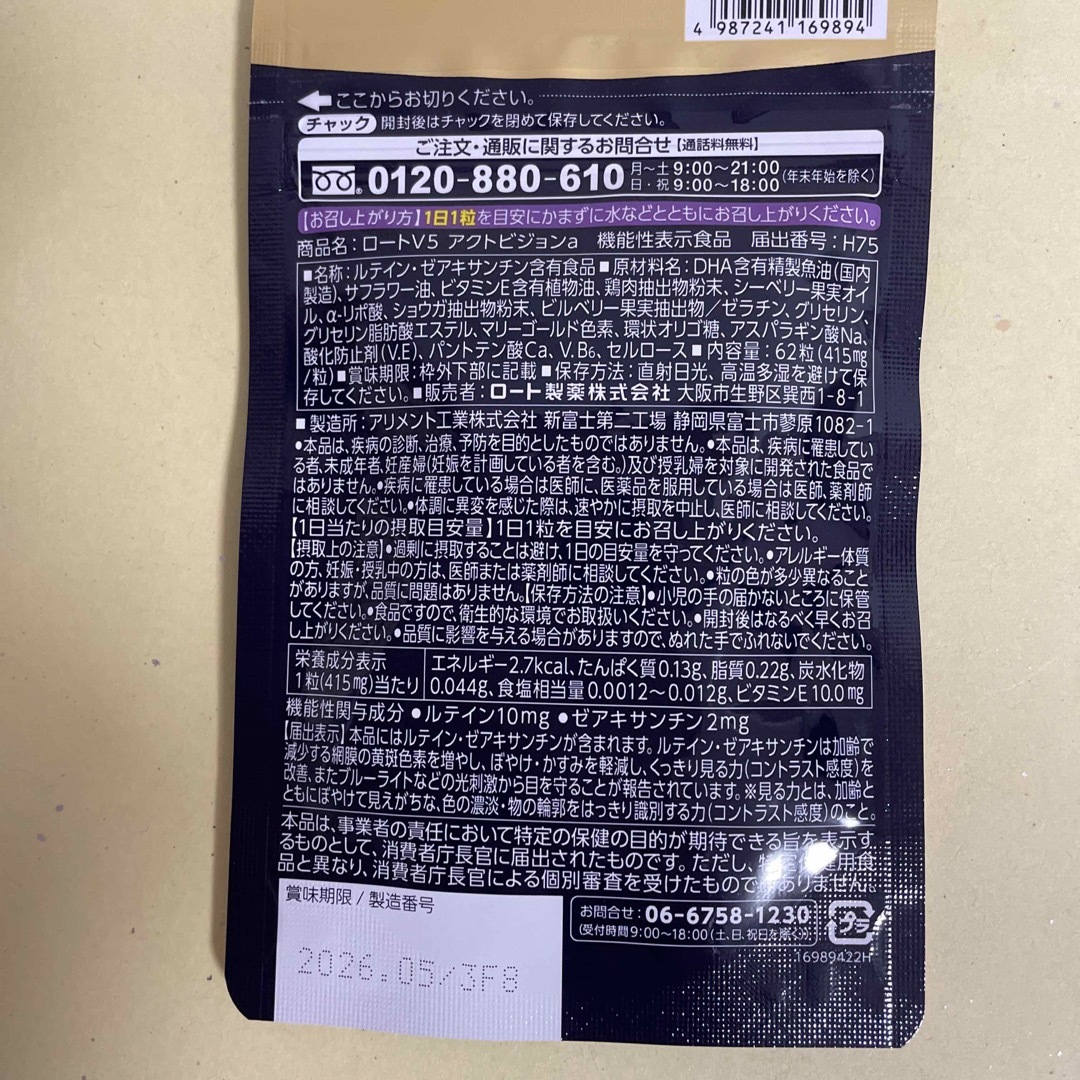 4 987241 169894
ここからお切りください。
チャック 開封後はチャックを閉めて保存してください。
ご注文・通販に関するお問合せ【通話料無料】
0120-880-610 月～土 9:00～21:00 日・祝 9:00～18:00 (年末年始を除く)
【お召し上がり方】1日1粒を目安にかまずに水などとともにお召し上がりください。
商品名：ロートV5 アクトビジョンa 機能性表示食品 届出番号：H75
■名称：ルテイン・ゼアキサンチン含有食品■原材料名：DHA含有精製魚油(国内
製造)、サフラワー油、ビタミンE含有植物油、鶏肉抽出物粉末、シーベリー果実オイ
ル、α-リポ酸、ショウガ抽出物粉末、ビルベリー果実抽出物／ゼラチン、グリセリン、
グリセリン脂肪酸エステル、マリーゴールド色素、環状オリゴ糖、アスパラギン酸Na、
酸化防止剤(V.E)、パントテン酸Ca、V.B₆、セルロース■内容量：62粒(415mg
/粒)■賞味期限：枠外下部に記載■保存方法：直射日光、高温多湿を避けて保
存してください。■販売者：ロート製薬株式会社 大阪市生野区巽西1-8-1
■製造所：アリメント工業株式会社 新富士第二工場 静岡県富士市蓼原1082-1
●本品は、疾病の診断、治療、予防を目的としたものではありません。●本品は、疾病に罹患してい
る者、未成年者、妊産婦(妊娠を計画している者を含む。)及び授乳婦を対象に開発された食品で
はありません。●疾病に罹患している場合は医師に、医薬品を服用している場合は医師、薬剤師
に相談してください。●体調に異変を感じた際は、速やかに摂取を中止し、医師に相談してください。
【1日当たりの摂取目安量】1日1粒を目安にお召し上がりください。
【摂取上の注意】●過剰に摂取することは避け、1日の目安量を守ってください。●アレルギー体質
の方、妊娠・授乳中の方は、医師または薬剤師に相談してください。●粒の色が多少異なること
がありますが、品質に問題はありません。【保存方法の注意】●小児の手の届かないところに保管
してください。●食品ですので、衛生的な環境でお取扱いください。●開封後はなるべく早くお召
し上がりください。●品質に影響を与える場合がありますので、ぬれた手でふれないでください。
栄養成分表示 エネルギー2.7kcal、たんぱく質0.13g、脂質0.22g、炭水化物
1粒(415mg)当たり 0.044g、食塩相当量0.0012～0.012g、ビタミンE10.0mg
機能性関与成分 ●ルテイン10mg ●ゼアキサンチン2mg
【届出表示】本品にはルテイン・ゼアキサンチンが含まれます。ルテイン・ゼアキサンチンは加齢で
減少する網膜の黄斑色素を増やし、ぼやけ・かすみを軽減し、くっきり見る力(コントラスト感度)を
改善、またブルーライトなどの光刺激から目を守ることが報告されています。※見る力とは、加齢と
ともにぼやけて見えがちな、色の濃淡・物の輪郭をはっきり識別する力(コントラスト感度)のこと。
本品は、事業者の責任において特定の保健の目的が期待できる旨を表示す
るものとして、消費者庁長官に届出されたものです。ただし、特定保健用食
品と異なり、消費者庁長官による個別審査を受けたものではありません。
賞味期限 / 製造番号
2026.05/3F8
お問合せ：06-6758-1230
(受付時間9:00～18:00(土、日、祝日を除く))
プラ
16989422H